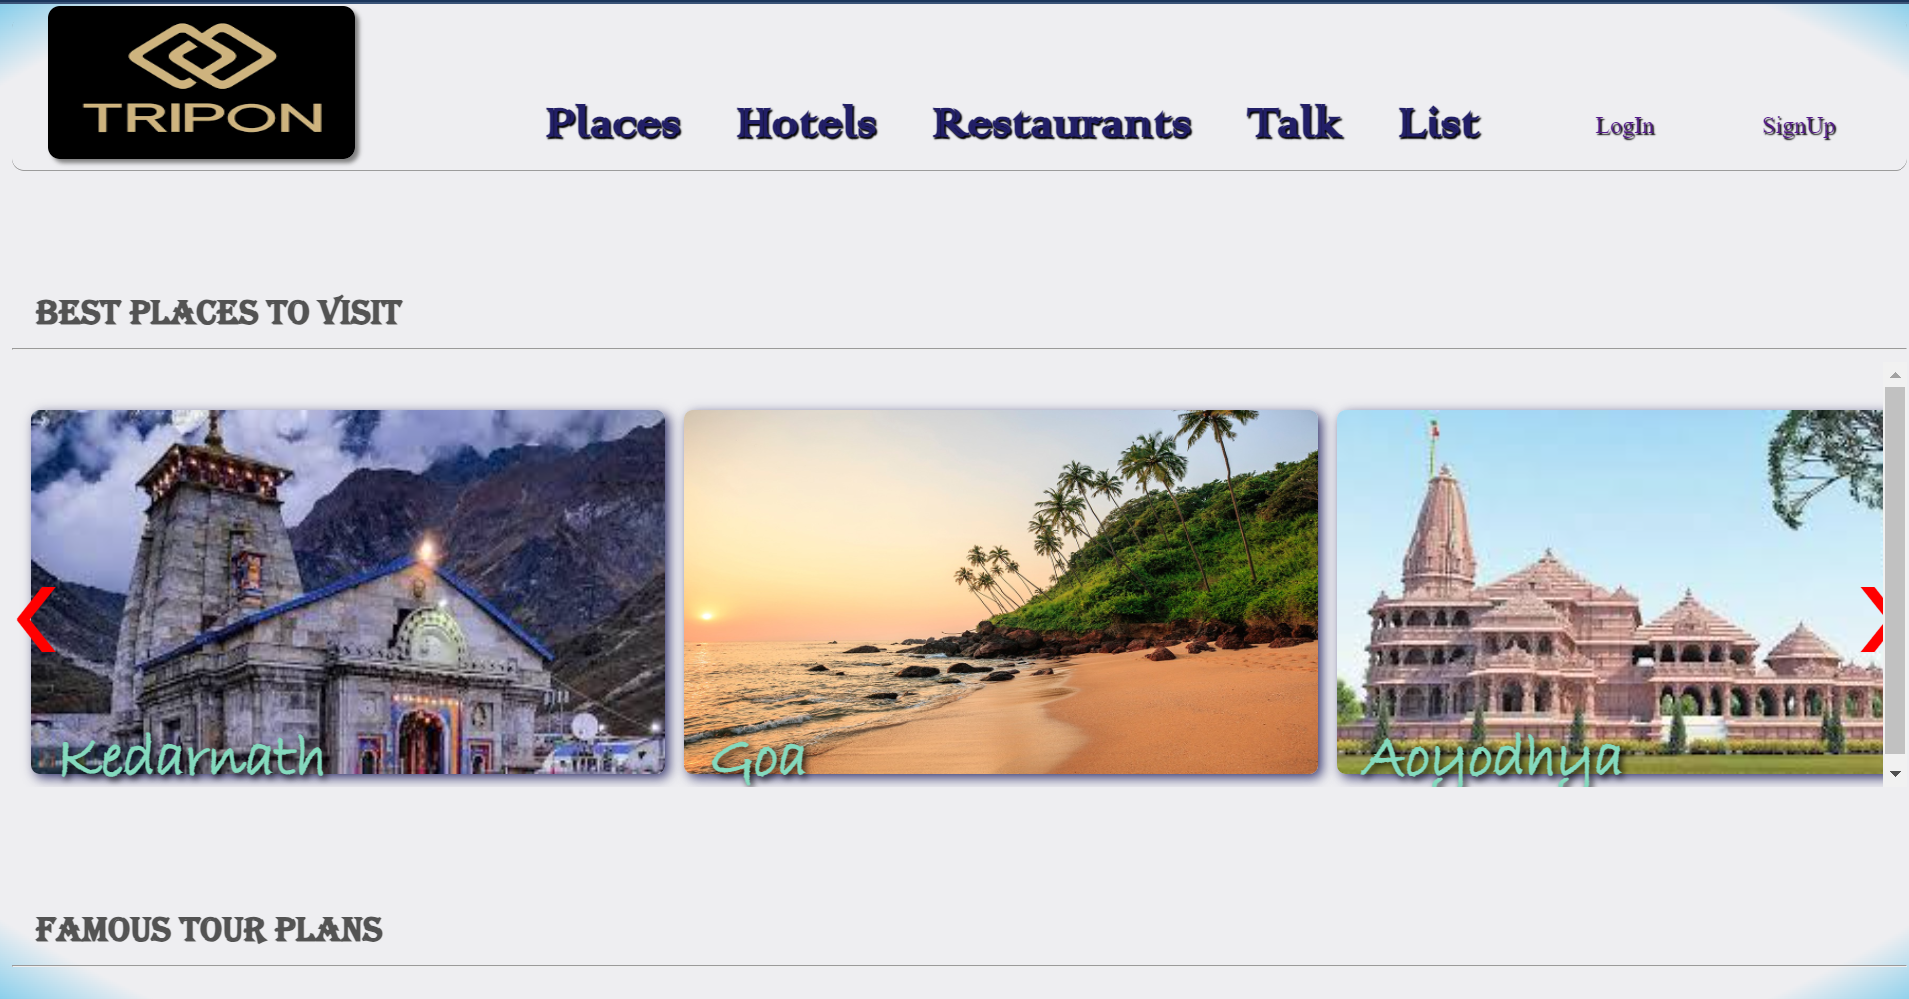 TRIPON
Places Hotels Restaurants Talk List LogIn SignUp
BEST PLACES TO VISIT
Kedarnath Goa Aoyodhya
FAMOUS TOUR PLANS